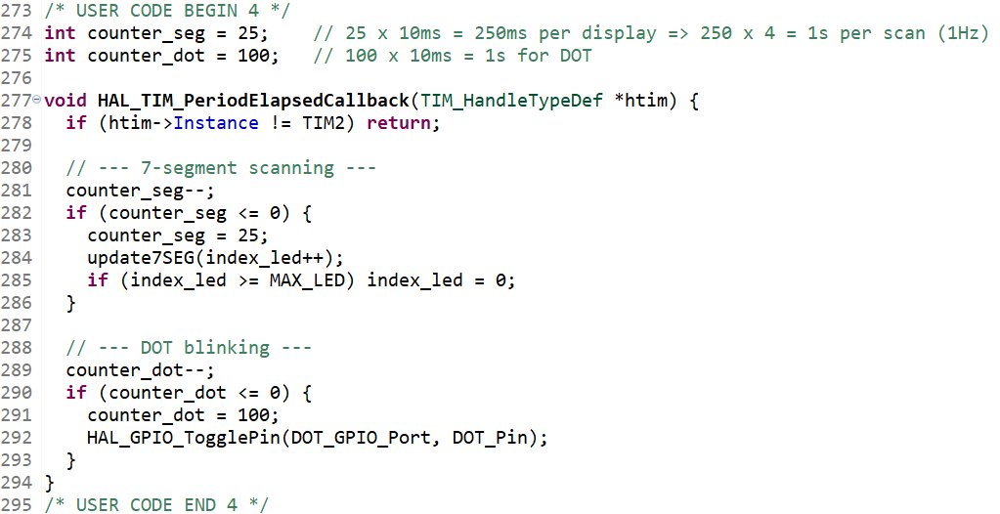 273 /* USER CODE BEGIN 4 */
274 int counter_seg = 25;    // 25 x 10ms = 250ms per display => 250 x 4 = 1s per scan (1Hz)
275 int counter_dot = 100;   // 100 x 10ms = 1s for DOT
276
277 void HAL_TIM_PeriodElapsedCallback(TIM_HandleTypeDef *htim) {
278   if (htim->Instance != TIM2) return;
279
280   // --- 7-segment scanning ---
281   counter_seg--;
282   if (counter_seg <= 0) {
283     counter_seg = 25;
284     update7SEG(index_led++);
285     if (index_led >= MAX_LED) index_led = 0;
286   }
287
288   // --- DOT blinking ---
289   counter_dot--;
290   if (counter_dot <= 0) {
291     counter_dot = 100;
292     HAL_GPIO_TogglePin(DOT_GPIO_Port, DOT_Pin);
293   }
294 }
295 /* USER CODE END 4 */